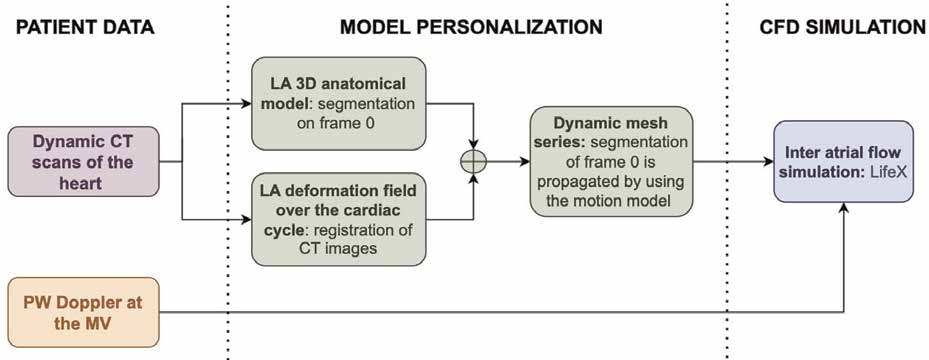 PATIENT DATA
MODEL PERSONALIZATION
CFD SIMULATION
Dynamic CT
scans of the
heart
LA 3D anatomical
model: segmentation
on frame 0
LA deformation field
over the cardiac
cycle: registration of
CT images
Dynamic mesh
series: segmentation
of frame 0 is
propagated by using
the motion model
Inter atrial flow
simulation: LifeX
PW Doppler at
the MV